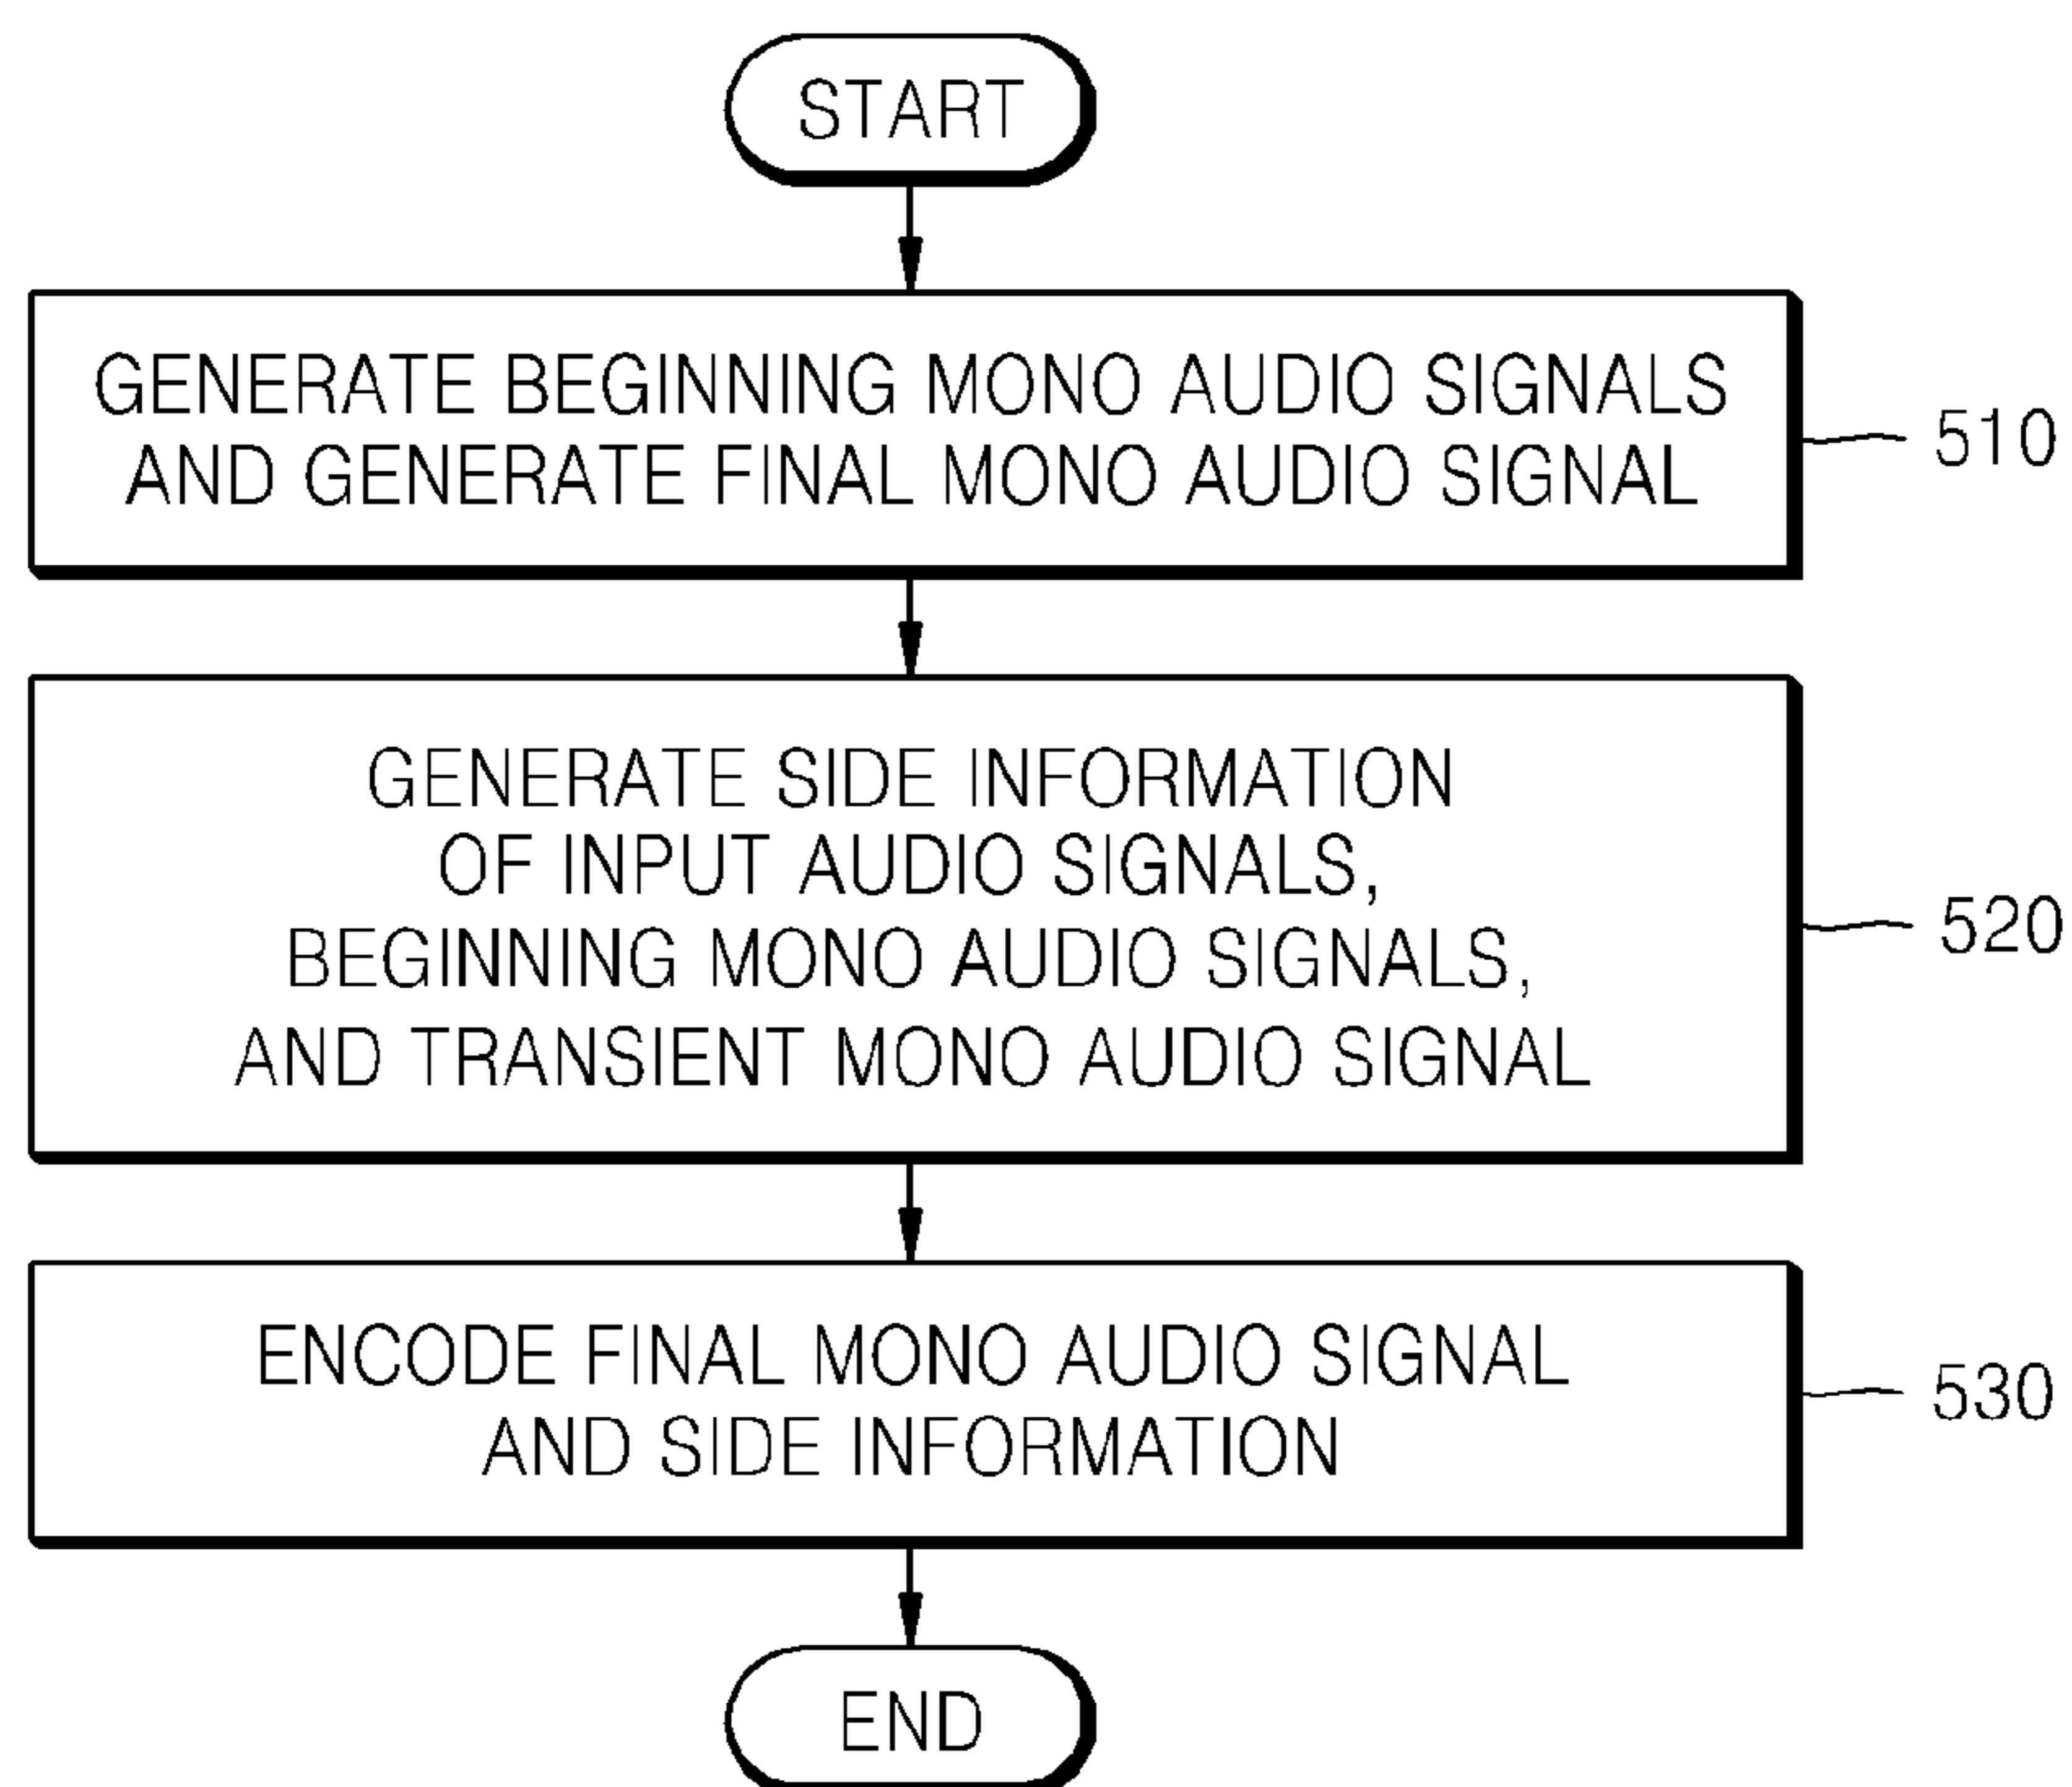 START
GENERATE BEGINNING MONO AUDIO SIGNALS
AND GENERATE FINAL MONO AUDIO SIGNAL
510
GENERATE SIDE INFORMATION
OF INPUT AUDIO SIGNALS,
BEGINNING MONO AUDIO SIGNALS,
AND TRANSIENT MONO AUDIO SIGNAL
520
ENCODE FINAL MONO AUDIO SIGNAL
AND SIDE INFORMATION
530
END